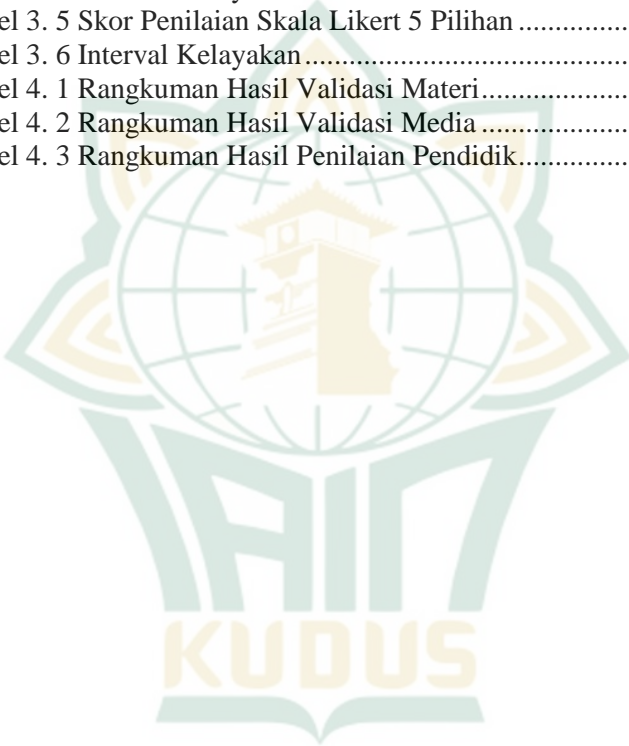 el 3. 5 Skor Penilaian Skala Likert 5 Pilihan ...............
el 3. 6 Interval Kelayakan.............................................
el 4. 1 Rangkuman Hasil Validasi Materi....................
el 4. 2 Rangkuman Hasil Validasi Media ....................
el 4. 3 Rangkuman Hasil Penilaian Pendidik...............
IAIN
KUDUS